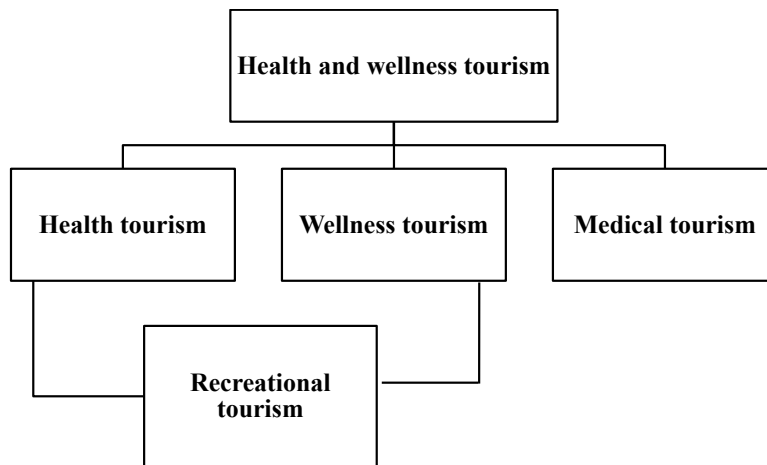 Health and wellness tourism
Health tourism
Wellness tourism
Medical tourism
Recreational
tourism